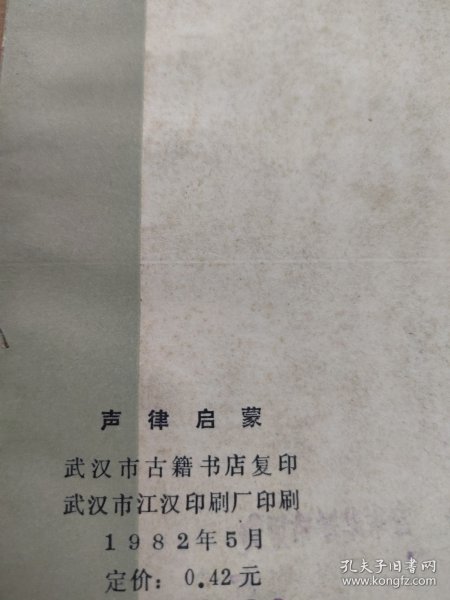 声律启蒙
武汉市古籍书店复印
武汉市江汉印刷厂印刷
1982年5月
定价：0.42元
孔夫子旧书网
www.kongfz.com